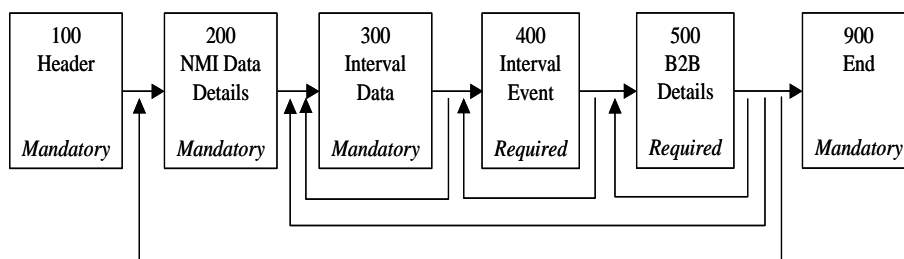 100
Header
Mandatory
200
NMI Data
Details
Mandatory
300
Interval
Data
Mandatory
400
Interval
Event
Required
500
B2B
Details
Required
900
End
Mandatory